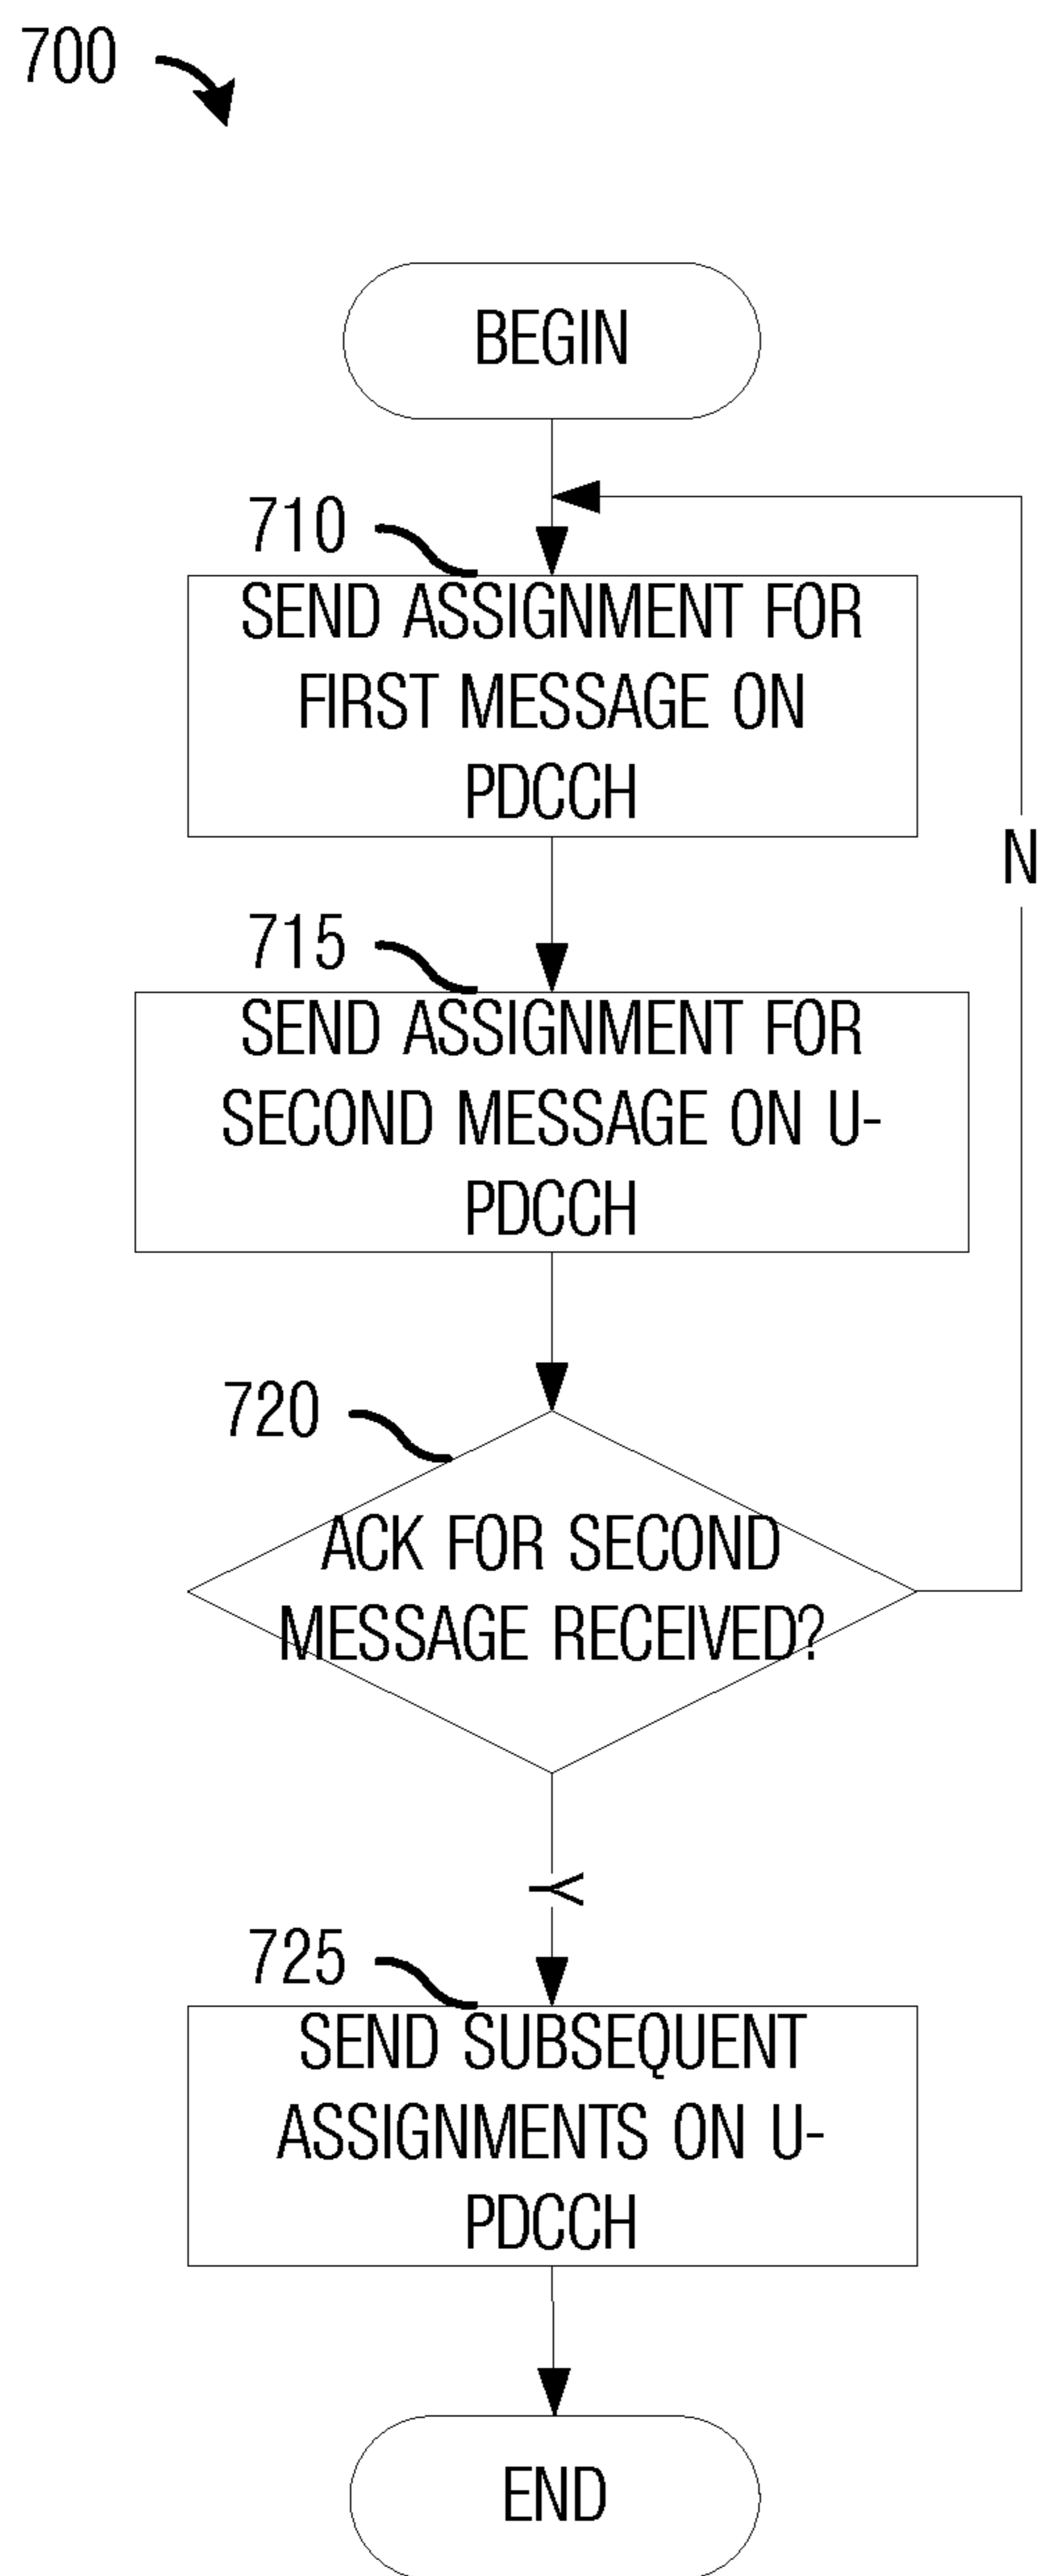 700
BEGIN
710
SEND ASSIGNMENT FOR
FIRST MESSAGE ON
PDCCH
N
715
SEND ASSIGNMENT FOR
SECOND MESSAGE ON U-
PDCCH
720
ACK FOR SECOND
MESSAGE RECEIVED?
Y
725
SEND SUBSEQUENT
ASSIGNMENTS ON U-
PDCCH
END